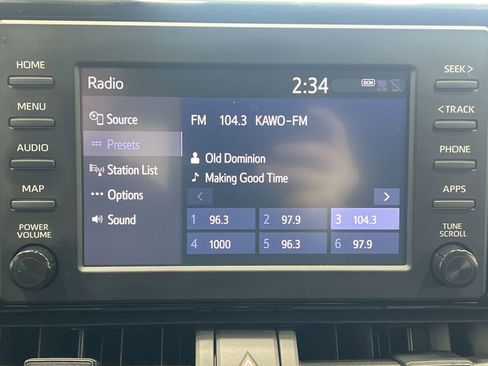 HOME
MENU
AUDIO
MAP
POWER
VOLUME
Radio
2:34
DCM
Source
Presets
Station List
Options
Sound
FM 104.3 KAWO-FM
Old Dominion
Making Good Time
< >
1 96.3 2 97.9 3 104.3
4 1000 5 96.3 6 97.9
SEEK >
< TRACK
PHONE
APPS
TUNE
SCROLL